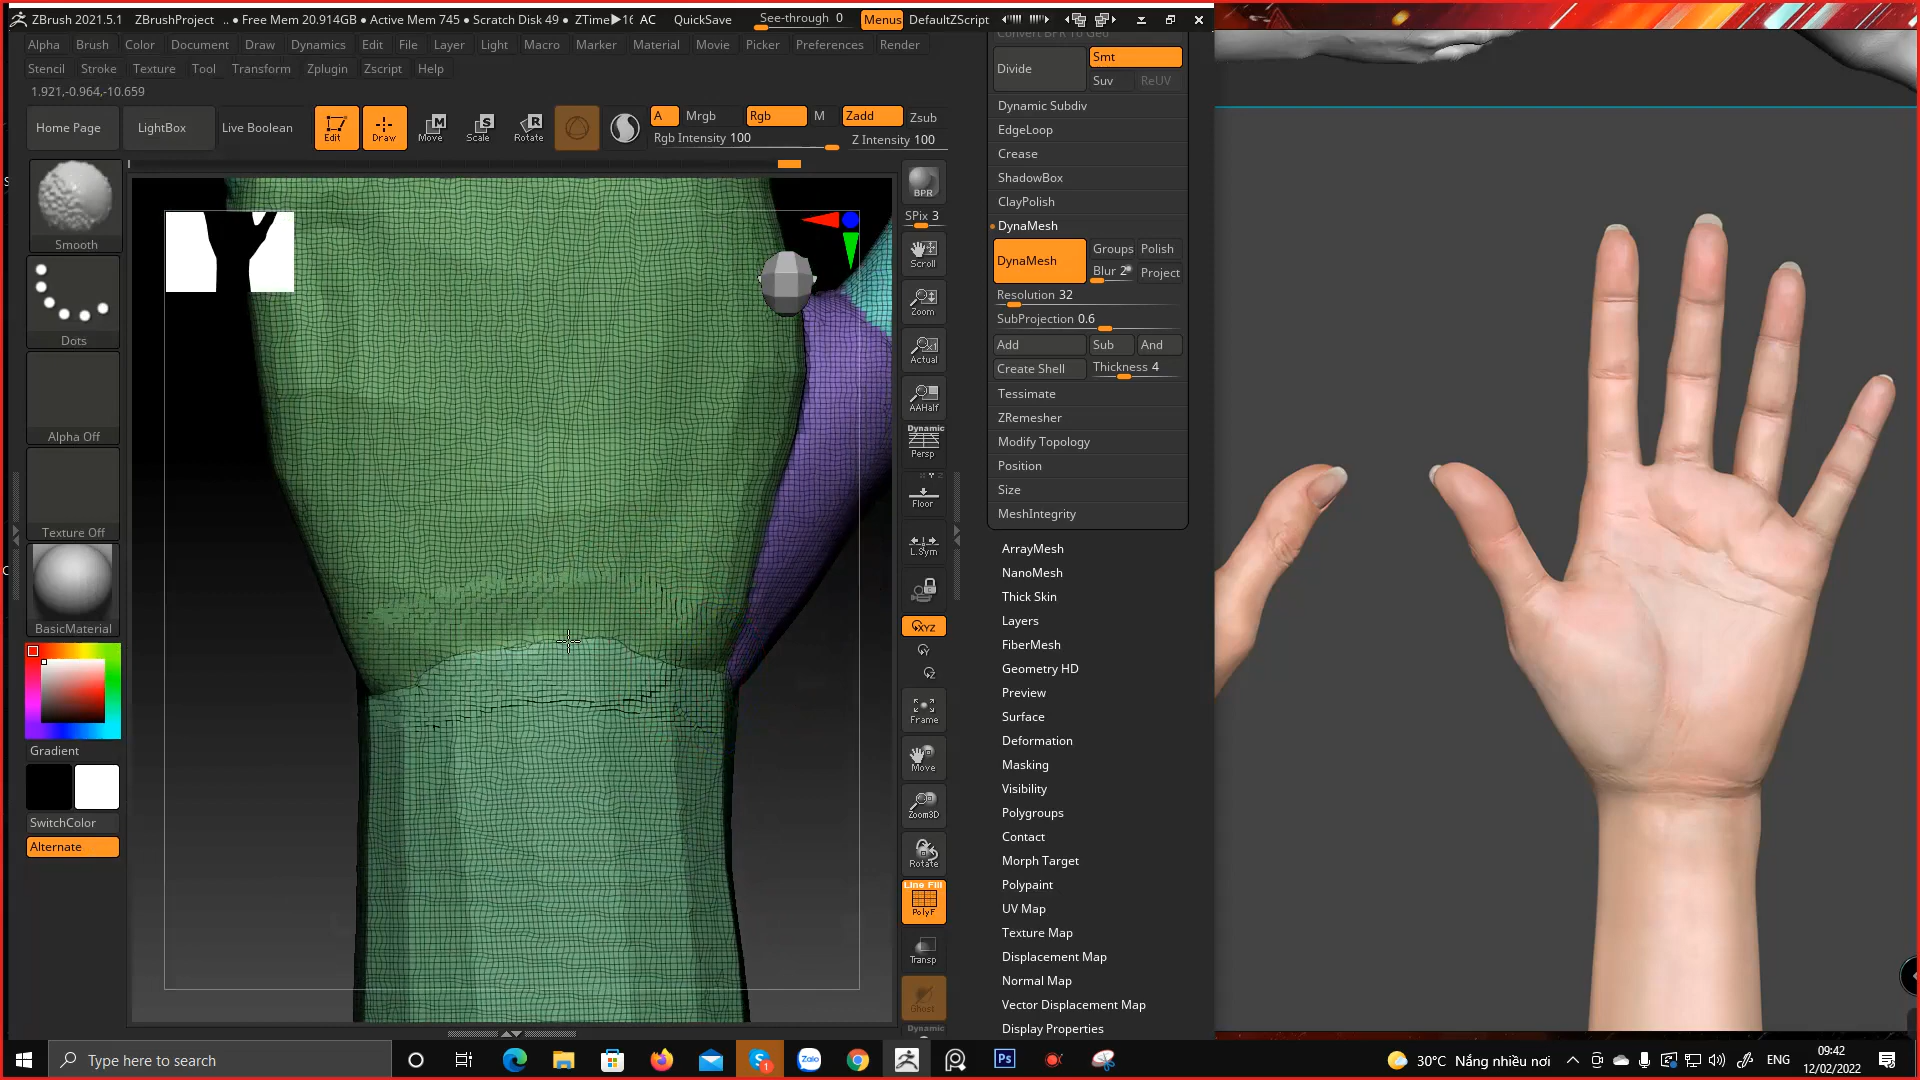 ZBrush 2021.5.1 ZBrushProject .. ● Free Mem 20.914GB ● Active Mem 745 ● Scratch Disk 49 ● ZTime▶16 AC QuickSave See-through 0 Menus DefaultZScript
Alpha Brush Color Document Draw Dynamics Edit File Layer Light Macro Marker Material Movie Picker Preferences Render
Stencil Stroke Texture Tool Transform Zplugin Zscript Help
1.921,-0.964,-10.659
Home Page LightBox Live Boolean Edit Draw Move Scale Rotate A Mrgb Rgb M Zadd Zsub
Rgb Intensity 100 Z Intensity 100
Smooth
Dots
Alpha Off
Texture Off
BasicMaterial
Gradient
SwitchColor
Alternate
BPR
SPix 3
Scroll
Zoom
Actual
AAHalf
Dynamic
Persp
Floor
L.Sym
XYZ
Y
Z
Frame
Move
Zoom3D
Rotate
Line Fill
PolyF
Transp
Ghost
Dynamic
Convert BPR To Geo
Divide Smt
Suv ReUV
Dynamic Subdiv
EdgeLoop
Crease
ShadowBox
ClayPolish
DynaMesh
DynaMesh Groups Polish
Blur 2 Project
Resolution 32
SubProjection 0.6
Add Sub And
Create Shell Thickness 4
Tessimate
ZRemesher
Modify Topology
Position
Size
MeshIntegrity
ArrayMesh
NanoMesh
Thick Skin
Layers
FiberMesh
Geometry HD
Preview
Surface
Deformation
Masking
Visibility
Polygroups
Contact
Morph Target
Polypaint
UV Map
Texture Map
Displacement Map
Normal Map
Vector Displacement Map
Display Properties
Type here to search
Zalo
Ps
1
30°C Nắng nhiều nơi
ENG
09:42
12/02/2022